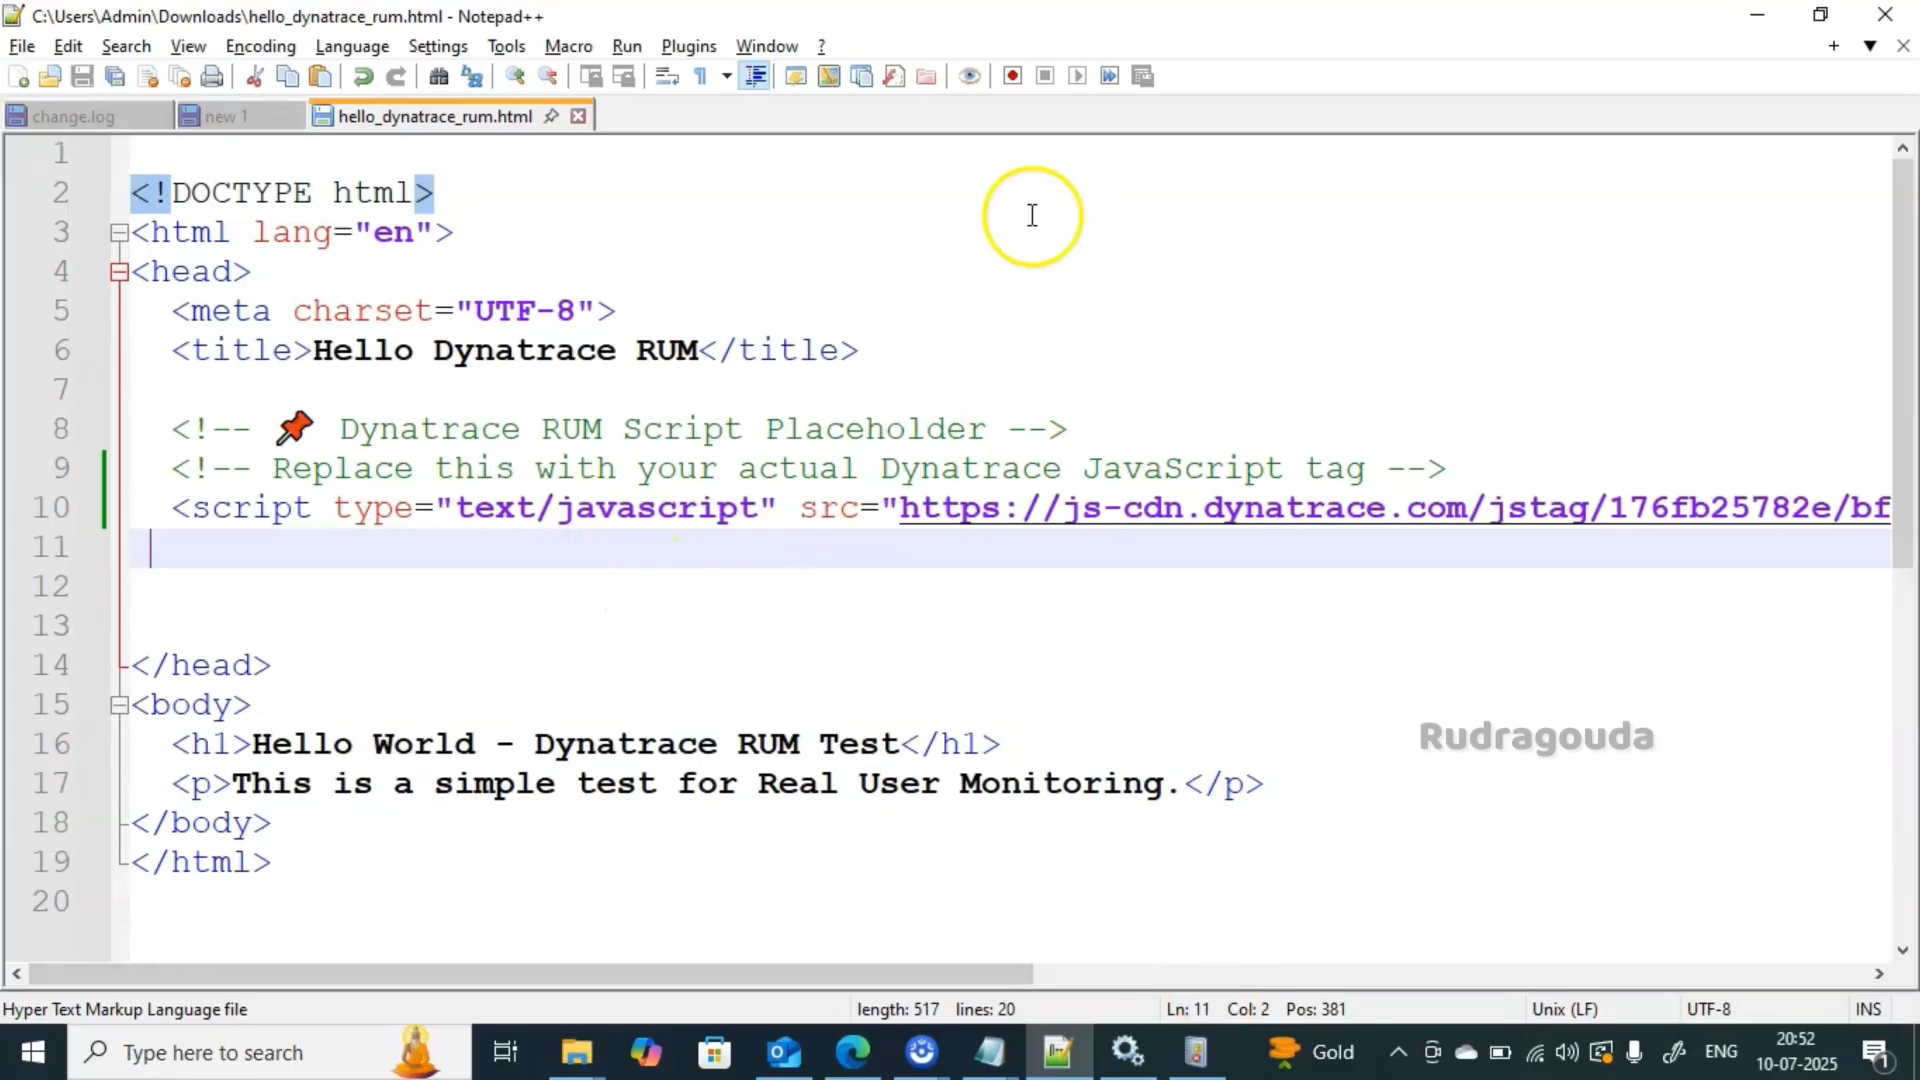 C:\Users\Admin\Downloads\hello_dynatrace_rum.html - Notepad++
File Edit Search View Encoding Language Settings Tools Macro Run Plugins Window ?
change.log new 1 hello_dynatrace_rum.html
1
2 <!DOCTYPE html>
3 <html lang="en">
4 <head>
5 <meta charset="UTF-8">
6 <title>Hello Dynatrace RUM</title>
7
8 <!-- 📌 Dynatrace RUM Script Placeholder -->
9 <!-- Replace this with your actual Dynatrace JavaScript tag -->
10 <script type="text/javascript" src="https://js-cdn.dynatrace.com/jstag/176fb25782e/bf
11
12
13
14 </head>
15 <body>
16 <h1>Hello World - Dynatrace RUM Test</h1>
17 <p>This is a simple test for Real User Monitoring.</p>
18 </body>
19 </html>
20
Rudragouda
Hyper Text Markup Language file length: 517 lines: 20 Ln: 11 Col: 2 Pos: 381 Unix (LF) UTF-8 INS
Type here to search Gold ENG 20:52
10-07-2025 1